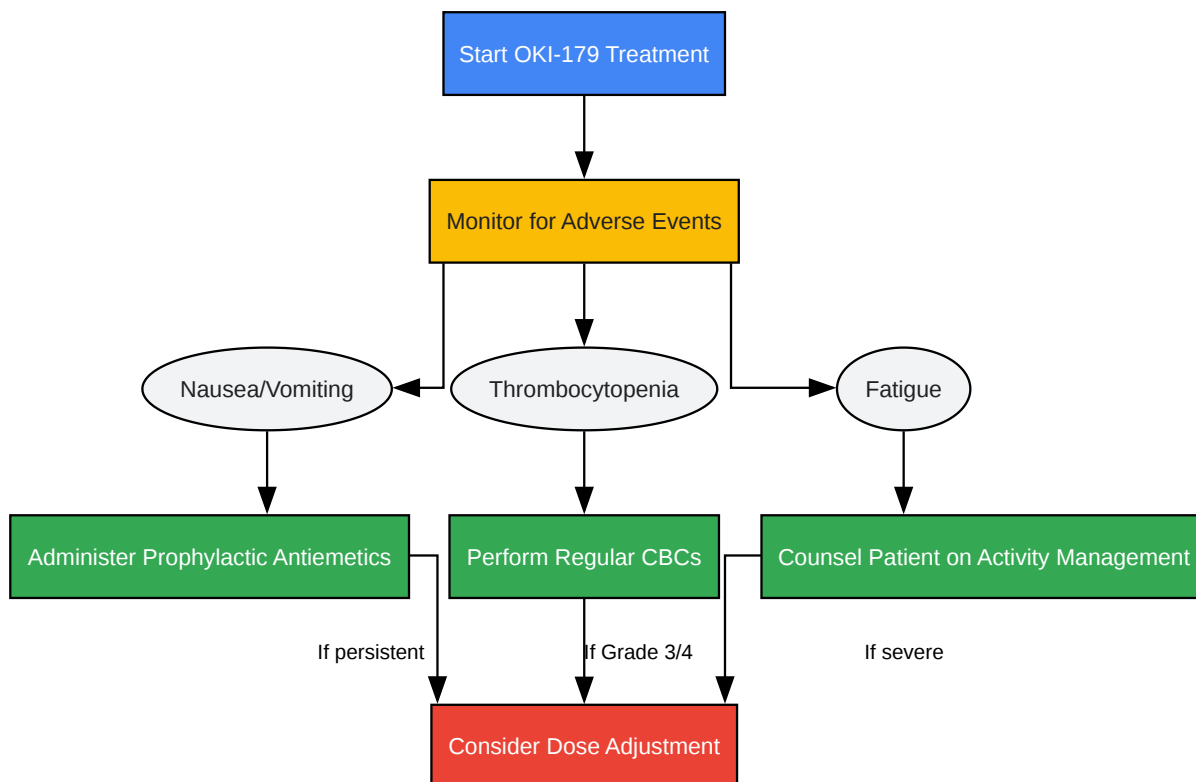 Start OKI-179 Treatment
Monitor for Adverse Events
Nausea/Vomiting
Thrombocytopenia
Fatigue
Administer Prophylactic Antiemetics
Perform Regular CBCs
Counsel Patient on Activity Management
If persistent
If Grade 3/4
If severe
Consider Dose Adjustment